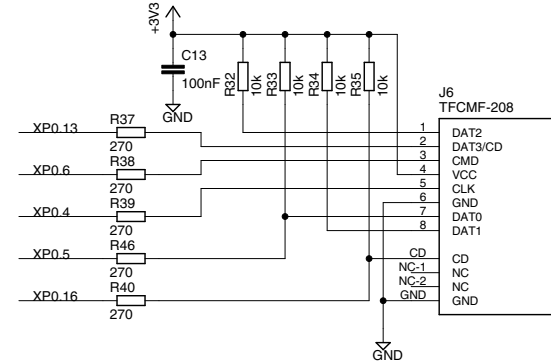 +3V3
C13
100nF
GND
R32
10k
R33
10k
R34
10k
R35
10k
J6
TFCMF-208
XP0.13
R37
270
XP0.6
R38
270
XP0.4
R39
270
XP0.5
R46
270
XP0.16
R40
270
1 DAT2
2 DAT3/CD
3 CMD
4 VCC
5 CLK
6 GND
7 DAT0
8 DAT1
CD CD
NC-1 NC
NC-2 NC
GND GND
GND